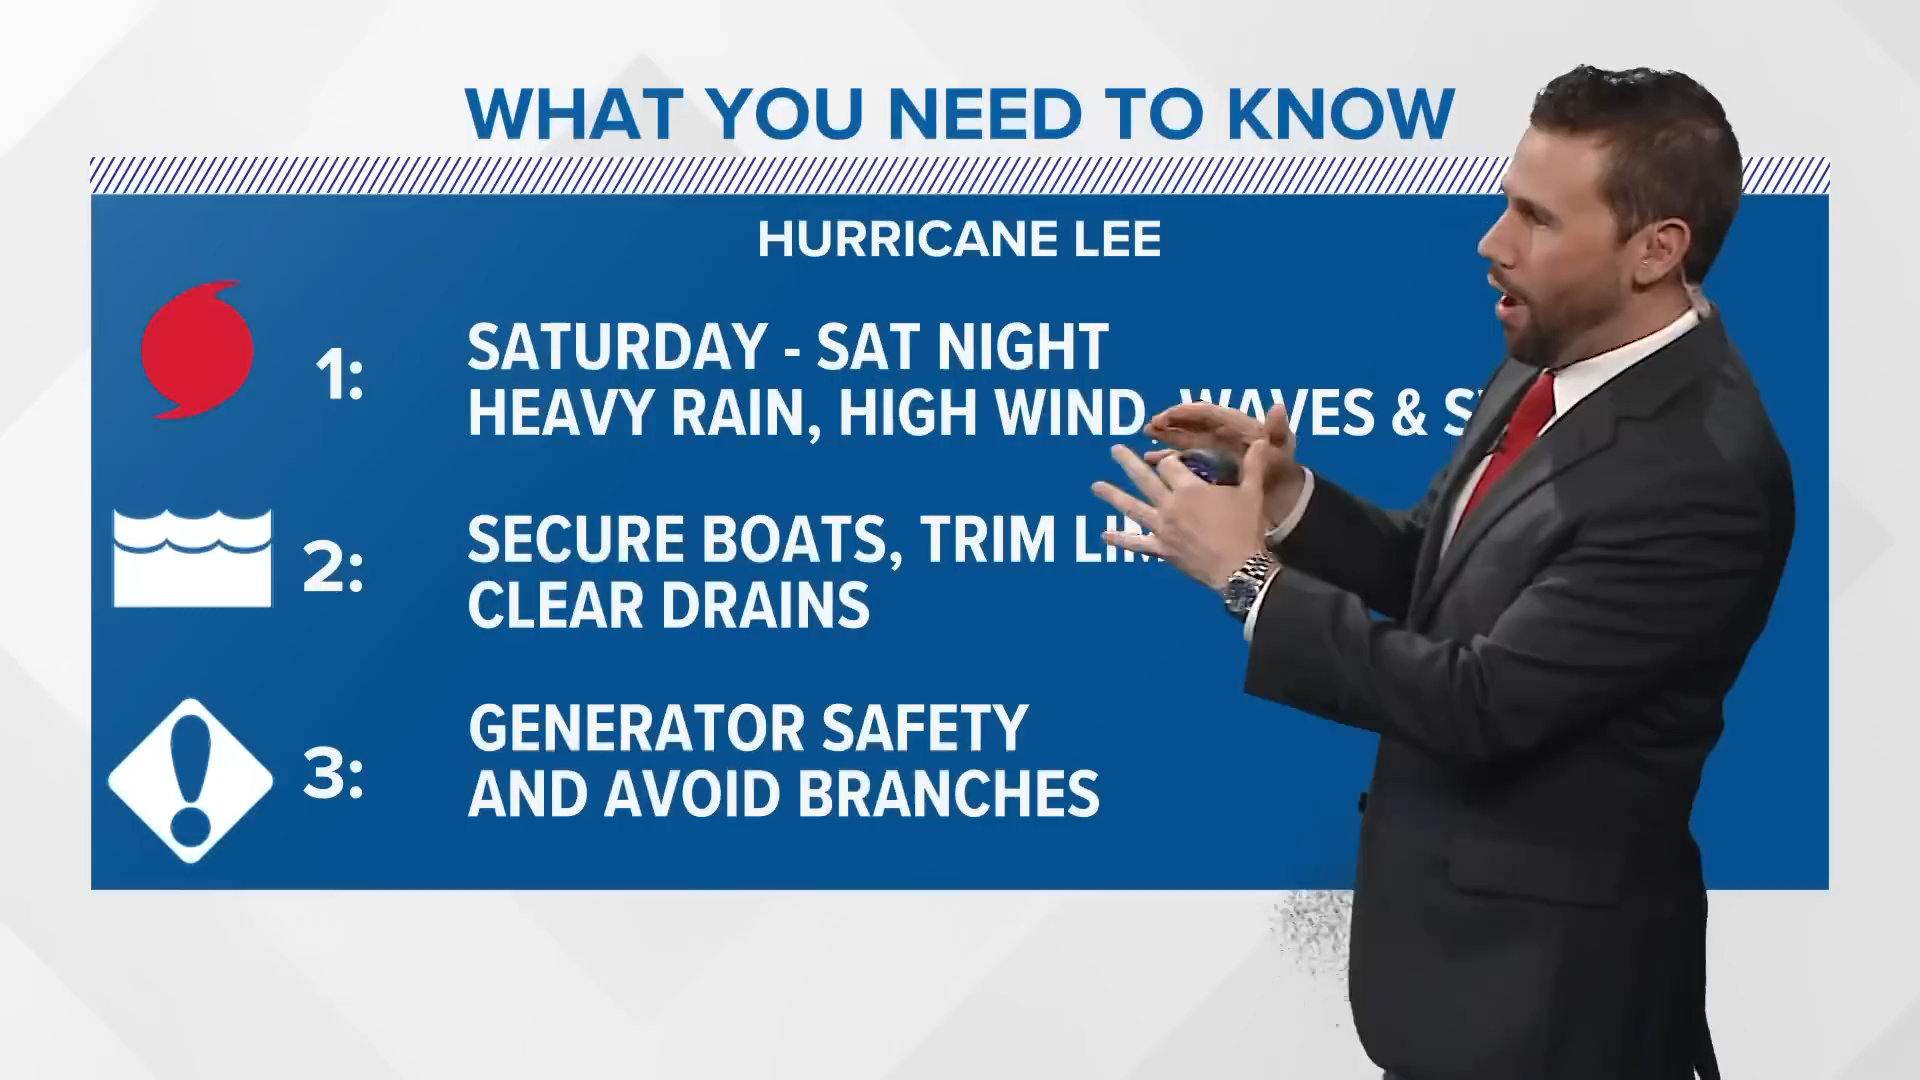 WHAT YOU NEED TO KNOW
HURRICANE LEE
1:
SATURDAY - SAT NIGHT
HEAVY RAIN, HIGH WIND, WAVES &
2:
SECURE BOATS, TRIM
CLEAR DRAINS
3:
GENERATOR SAFETY
AND AVOID BRANCHES